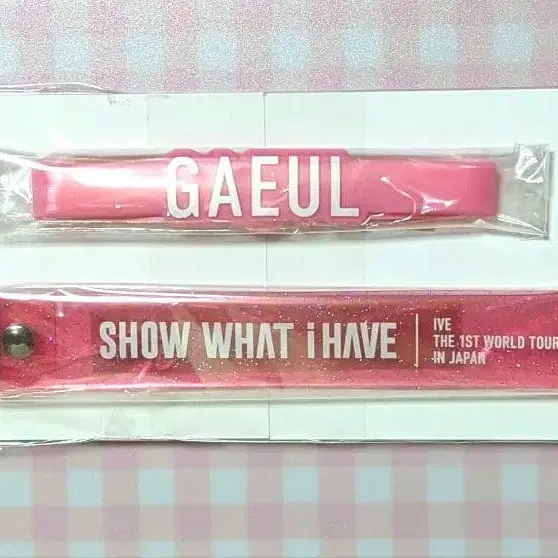 GAEUL
SHOW WHAT i HAVE
IVE
THE 1ST WORLD TOUR
IN JAPAN